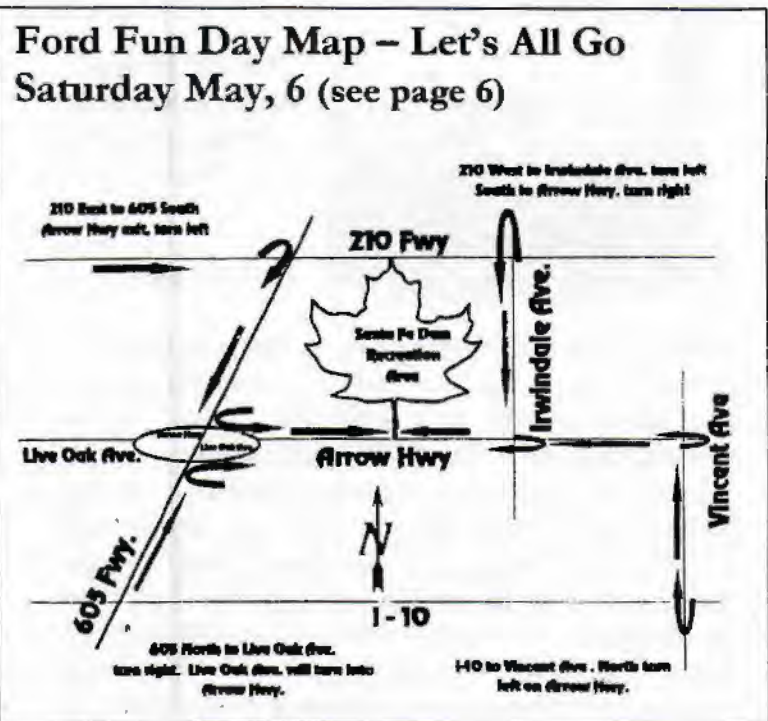 Ford Fun Day Map – Let's All Go
Saturday May, 6 (see page 6)
210 West to Irwindale Ave. turn left
South to Arrow Hwy. turn right
210 East to 605 South
Arrow Hwy exit, turn left
210 Fwy
Santa Fe Dam
Recreation
Area
Irwindale Ave.
Vincent Ave
Live Oak Ave.
Live Oak Ave
Arrow Hwy
605 Fwy.
N
I-10
605 North to Live Oak Ave.
turn right. Live Oak Ave. will turn into
Arrow Hwy.
I-10 to Vincent Ave. North turn
left on Arrow Hwy.